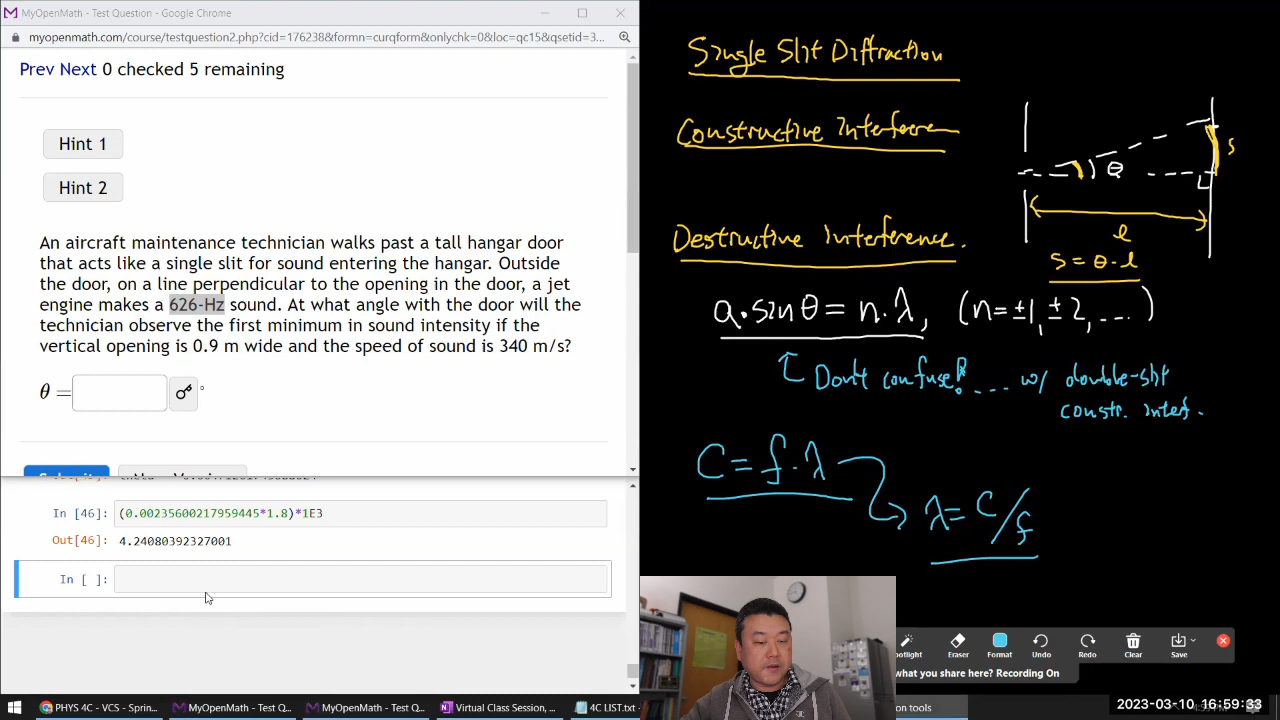 MyOpenMath - Test Question - Google Chrome
myopenmath.com/course/testquestion2.php?cid=176238&formn=curqform&onlychk=0&loc=qc15&qsetid=3...
Prev Next 0 checked 5 remaining
Hint 1
Hint 2
An aircraft maintenance technician walks past a tall hangar door
that acts like a single slit for sound entering the hangar. Outside
the door, on a line perpendicular to the opening in the door, a jet
engine makes a 626-Hz sound. At what angle with the door will the
technician observe the first minimum in sound intensity if the
vertical opening is 0.9 m wide and the speed of sound is 340 m/s?
θ = °
In [46]: (0.00235600217959445*1.8)*1E3
Out[46]: 4.24080392327001
In [ ]:
Single Slit Diffraction
Constructive Interferen
θ
s
l
s = θ · l
Destructive Interference.
a·sinθ = n·λ, (n=±1, ±2, ....)
Don't confuse! .... w/ double-slit
constr. interf.
C = f·λ
λ = C/f
Eraser
Format
Undo
Redo
Clear
Save
what you share here? Recording On
PHYS 4C - VCS - Sprin...
MyOpenMath - Test Q...
MyOpenMath - Test Q...
Virtual Class Session, ...
4C LIST.txt
2023-03-10 16:59:33